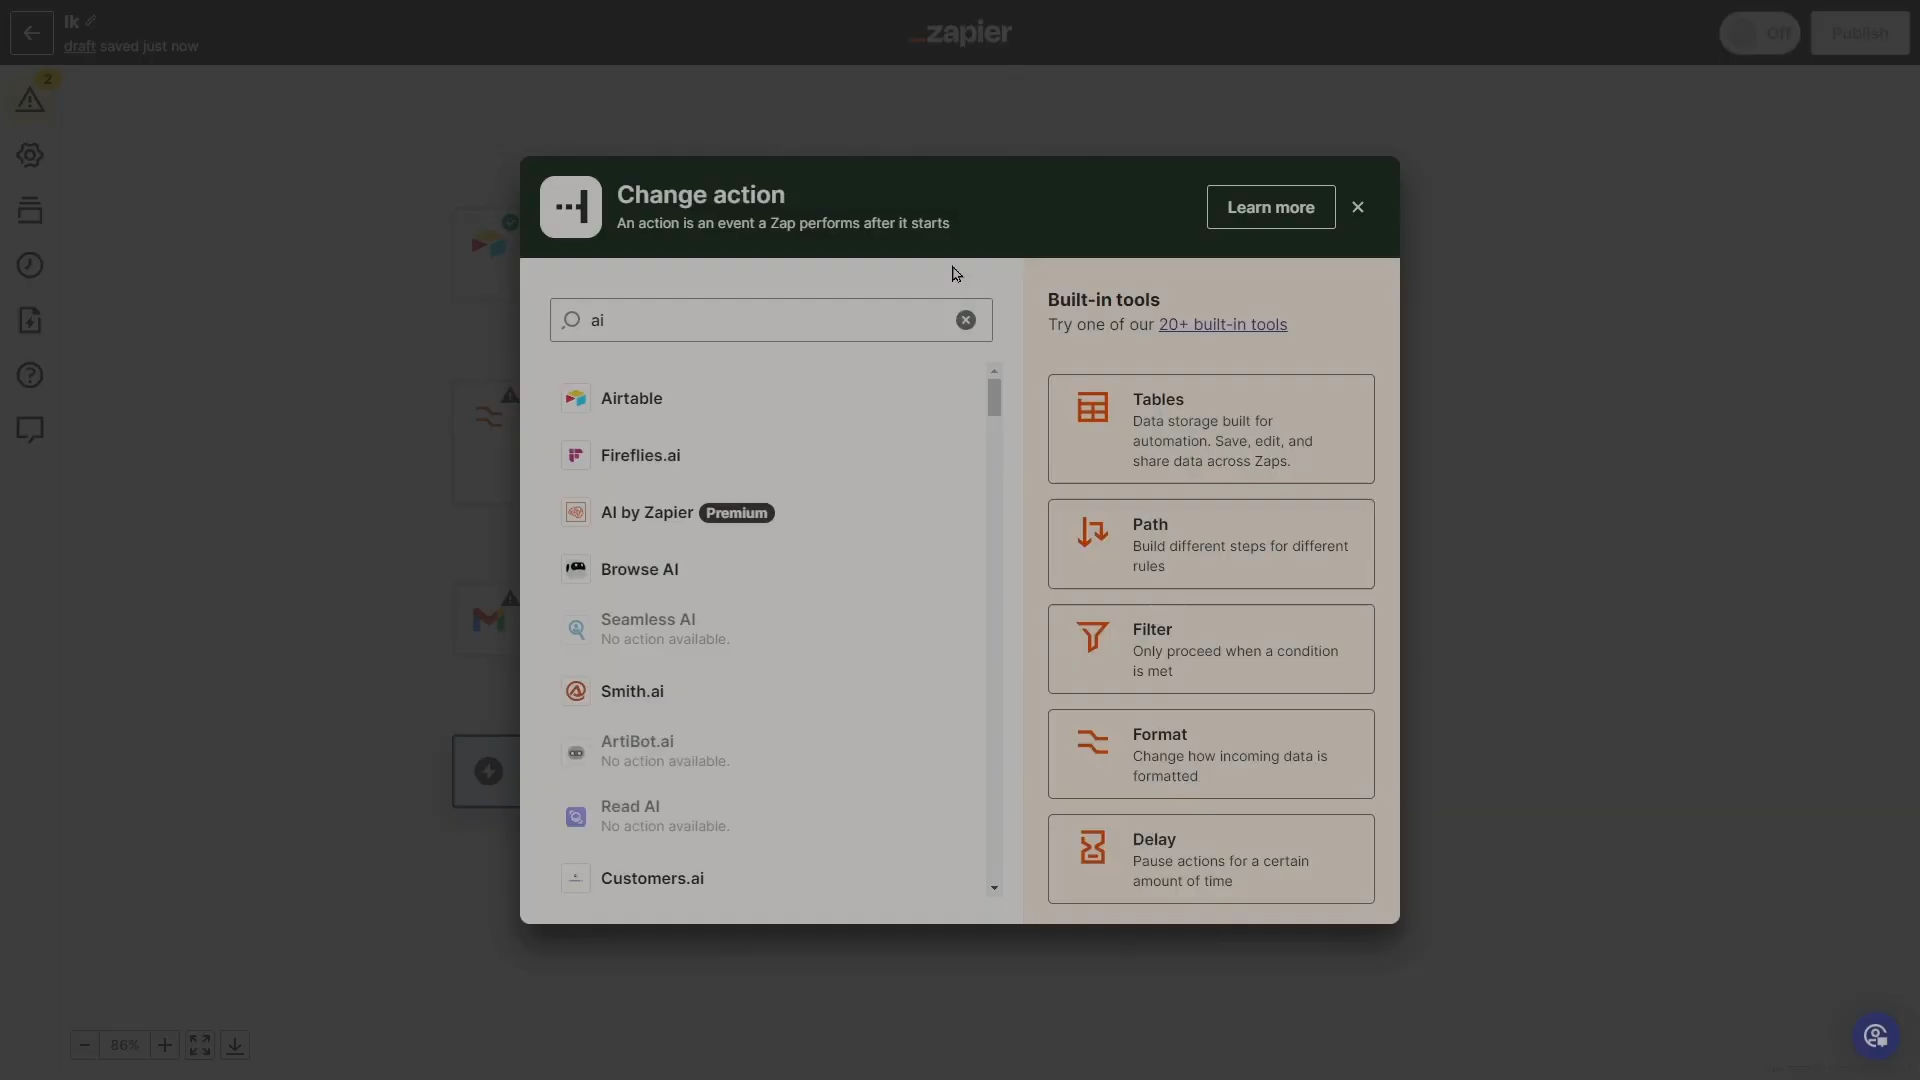 lk
draft saved just now
zapier
Off
Publish
2
Change action
An action is an event a Zap performs after it starts
Learn more
ai
Airtable
Fireflies.ai
AI by Zapier Premium
Browse AI
Seamless AI
No action available.
Smith.ai
ArtiBot.ai
No action available.
Read AI
No action available.
Customers.ai
Built-in tools
Try one of our 20+ built-in tools
Tables
Data storage built for
automation. Save, edit, and
share data across Zaps.
Path
Build different steps for different
rules
Filter
Only proceed when a condition
is met
Format
Change how incoming data is
formatted
Delay
Pause actions for a certain
amount of time
86%